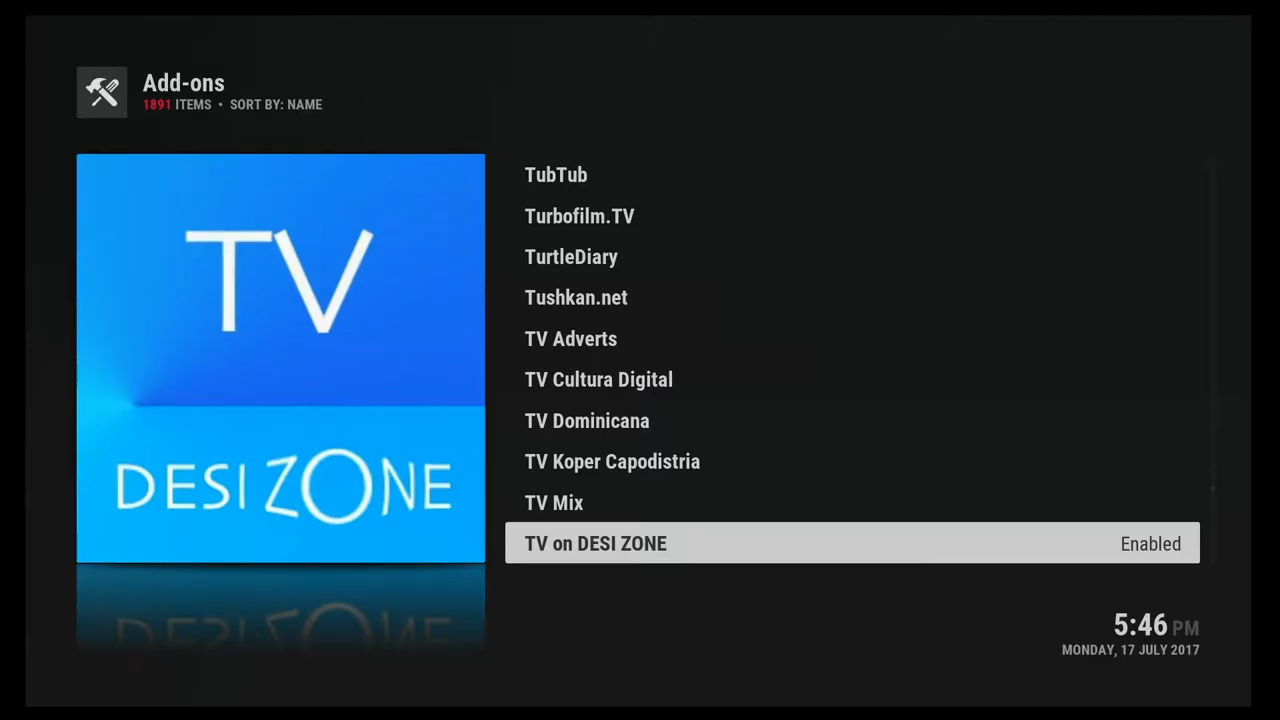 Add-ons
1891 ITEMS • SORT BY: NAME
TV
DESI ZONE
TubTub
Turbofilm.TV
TurtleDiary
Tushkan.net
TV Adverts
TV Cultura Digital
TV Dominicana
TV Koper Capodistria
TV Mix
TV on DESI ZONE Enabled
5:46 PM
MONDAY, 17 JULY 2017